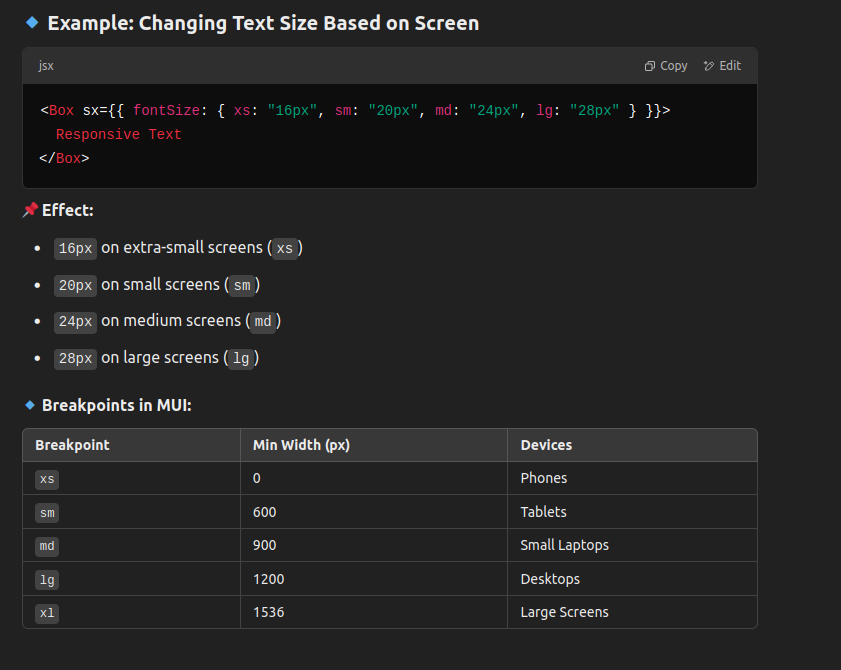 Example: Changing Text Size Based on Screen
jsx Copy Edit
<Box sx={{ fontSize: { xs: "16px", sm: "20px", md: "24px", lg: "28px" } }}>
  Responsive Text
</Box>
Effect:
• 16px on extra-small screens (xs)
• 20px on small screens (sm)
• 24px on medium screens (md)
• 28px on large screens (lg)
Breakpoints in MUI:
Breakpoint Min Width (px) Devices
xs 0 Phones
sm 600 Tablets
md 900 Small Laptops
lg 1200 Desktops
xl 1536 Large Screens